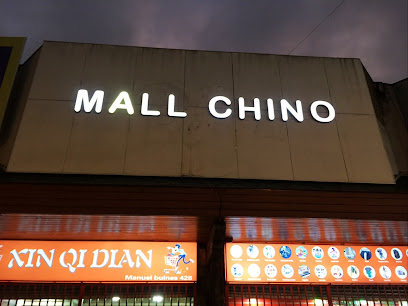 MALL CHINO
XIN QI DIAN
Manuel bulnes 428